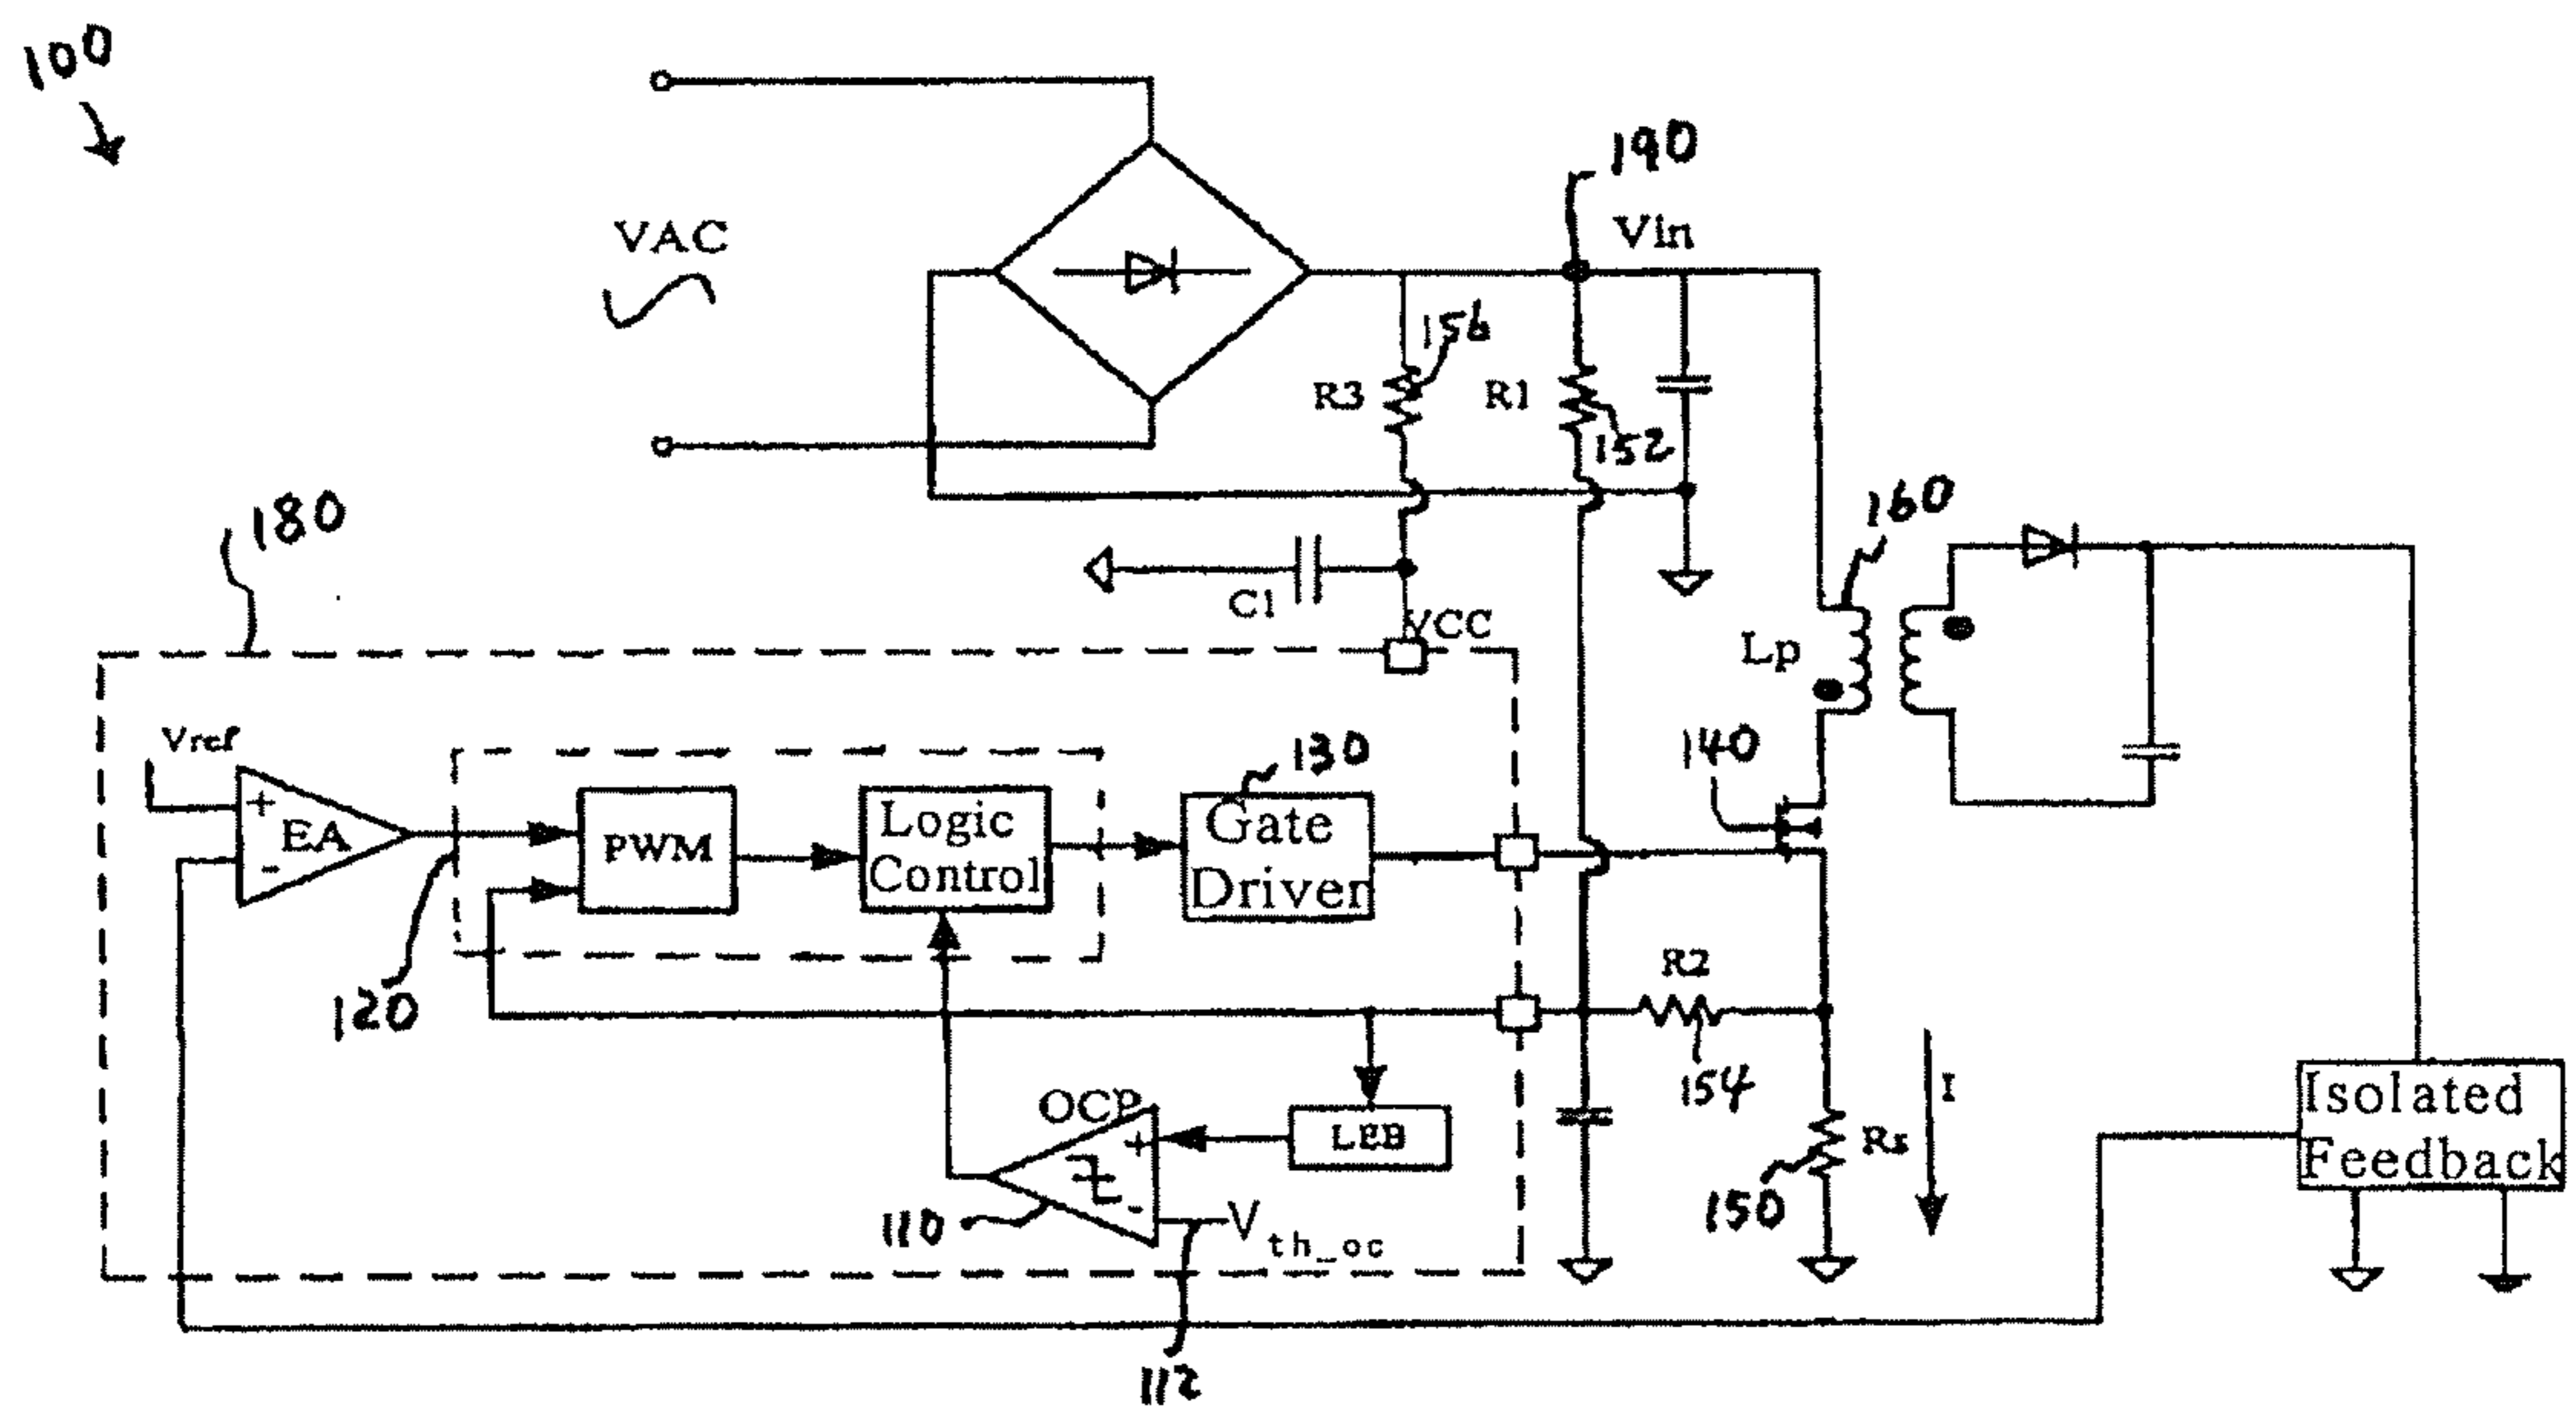 100
190
VAC
Vin
156
R3
R1
152
180
160
C1
VCC
Lp
Vref
130
140
+
EA
-
PWM
Logic
Control
Gate
Driver
120
R2
154
I
OCP
+
LEB
Rs
Isolated
Feedback
110
-
Vth_oc
150
112